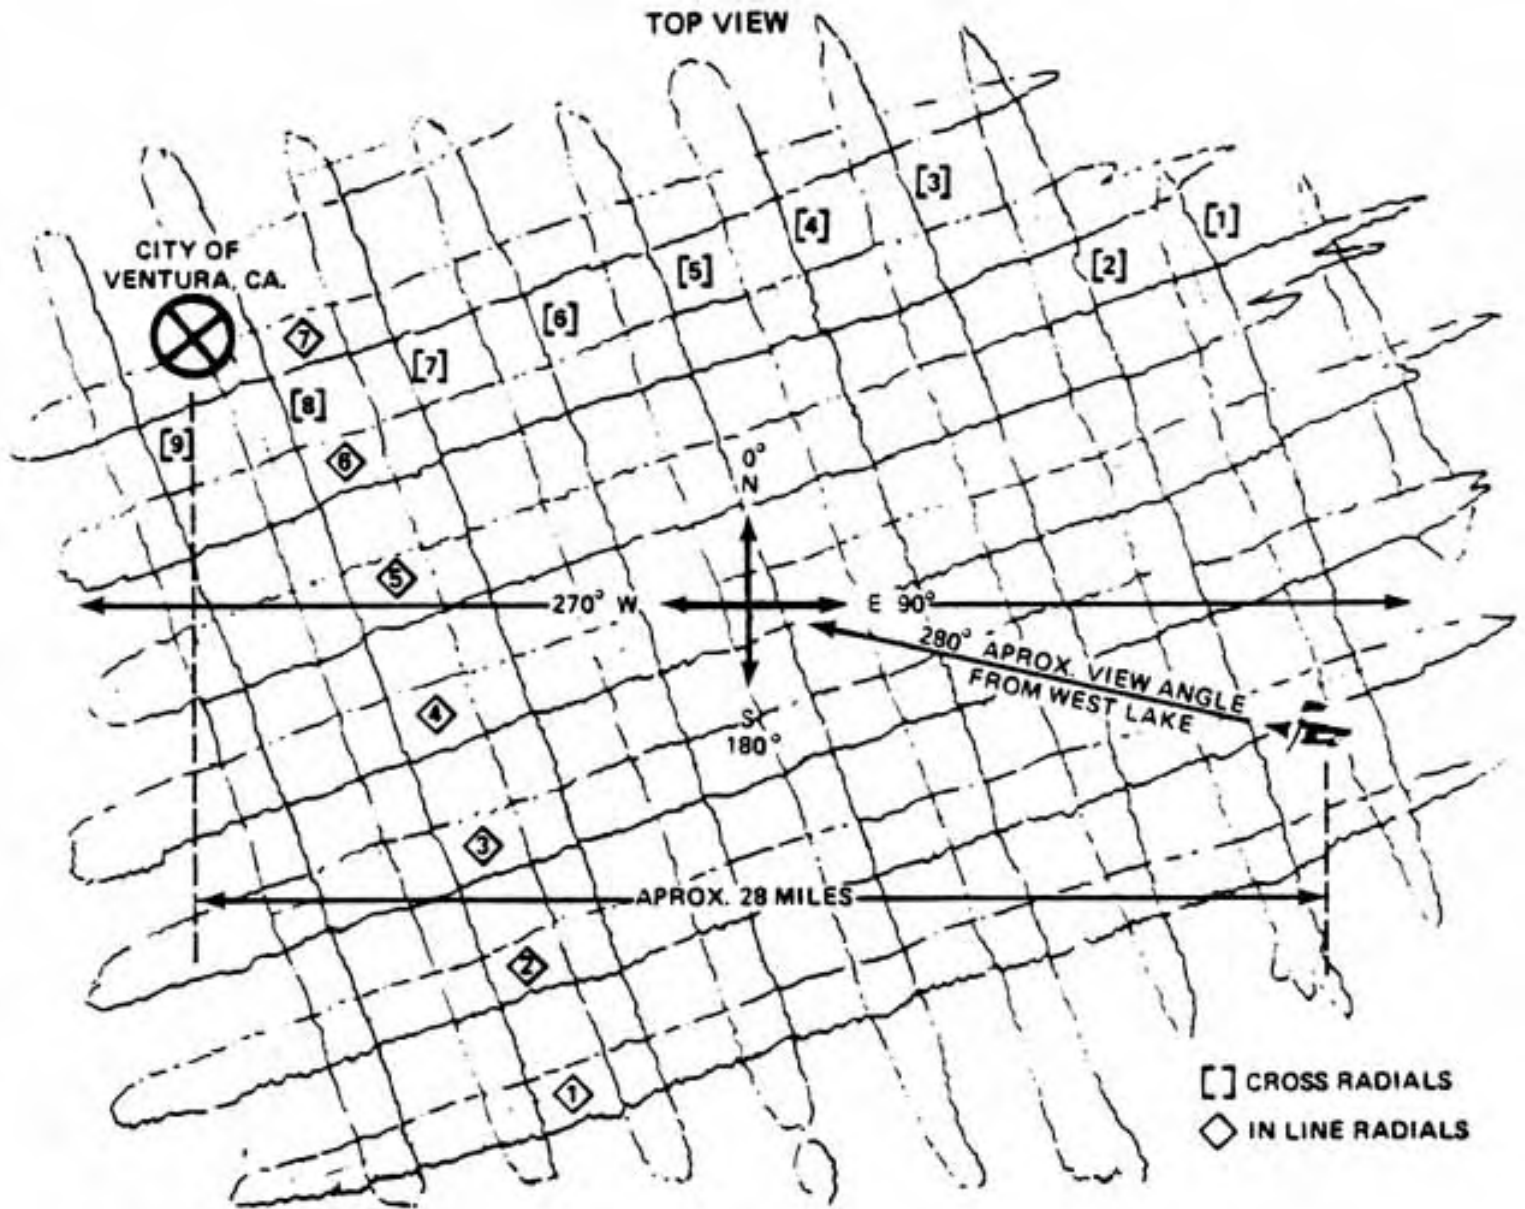 TOP VIEW
[3]
[4]
[1]
CITY OF
VENTURA, CA.
[5]
[2]
[6]
7
[7]
[8]
[9]
6
0°
N
5
270° W
E 90°
280° APROX. VIEW ANGLE
FROM WEST LAKE
4
S
180°
3
APROX. 28 MILES
2
1
[ ] CROSS RADIALS
IN LINE RADIALS